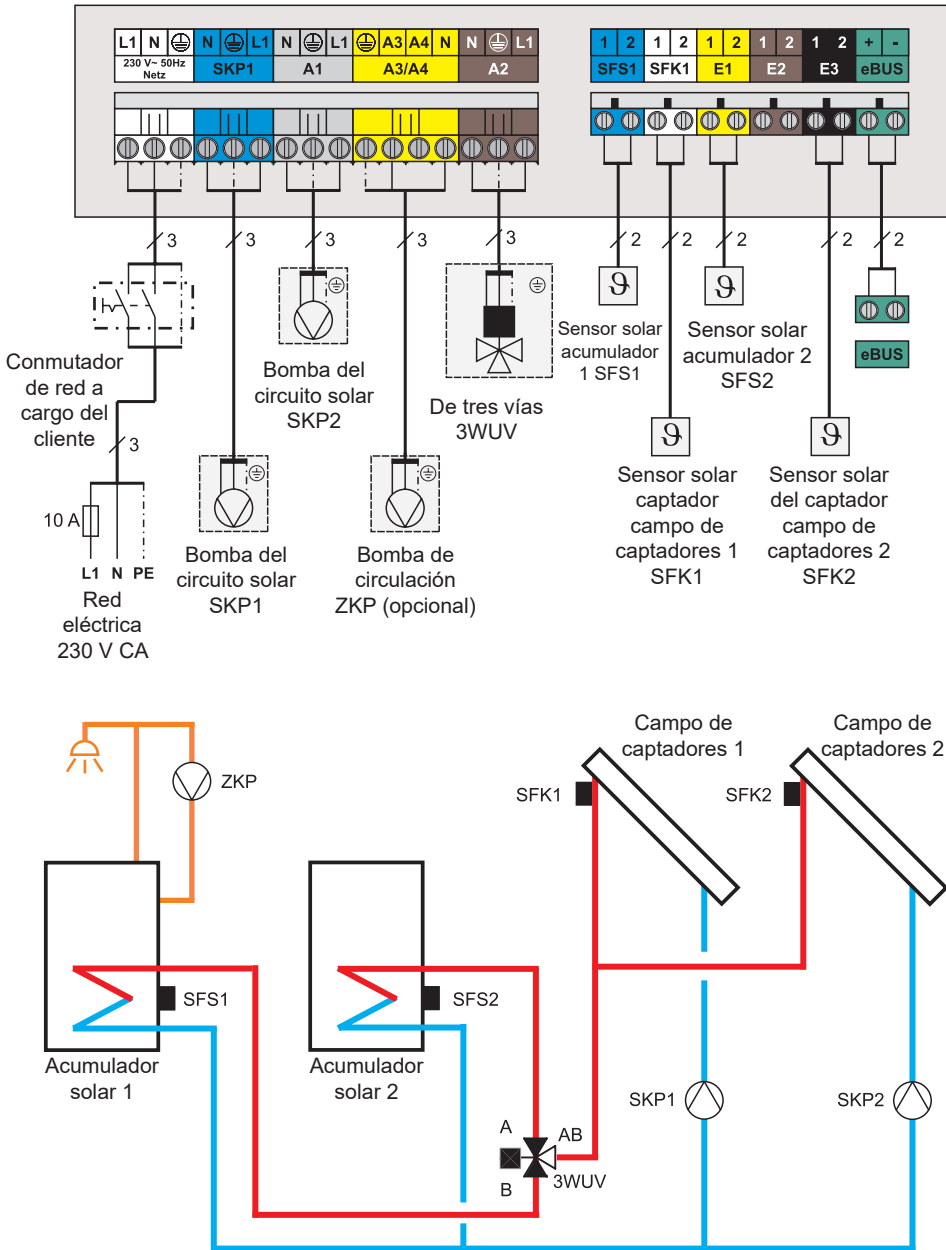 L1 N N L1 N L1 A3 A4 N N L1
230 V~ 50Hz
Netz
SKP1 A1 A3/A4 A2
1 2 1 2 1 2 1 2 1 2 + -
SFS1 SFK1 E1 E2 E3 eBUS
3 3 3 3 3 2 2 2 2 2
Conmutador
de red a
cargo del
cliente
3
10 A
L1 N PE
Red
eléctrica
230 V CA
Bomba del
circuito solar
SKP1
Bomba del
circuito solar
SKP2
Bomba de
circulación
ZKP (opcional)
De tres vías
3WUV
ϑ
Sensor solar
acumulador
1 SFS1
ϑ
Sensor solar
acumulador 2
SFS2
eBUS
ϑ
Sensor solar
captador
campo de
captadores 1
SFK1
ϑ
Sensor solar
del captador
campo de
captadores 2
SFK2
Campo de
captadores 1
Campo de
captadores 2
ZKP
SFK1
SFK2
SFS1
SFS2
Acumulador
solar 1
Acumulador
solar 2
SKP1
SKP2
A
AB
B
3WUV